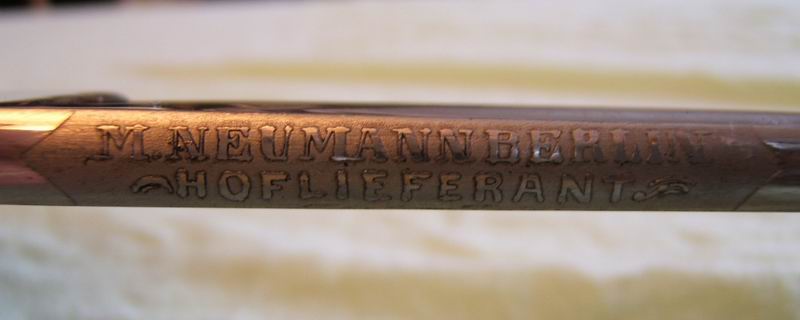 M. NEUMANN BERLIN
HOFLIEFERANT